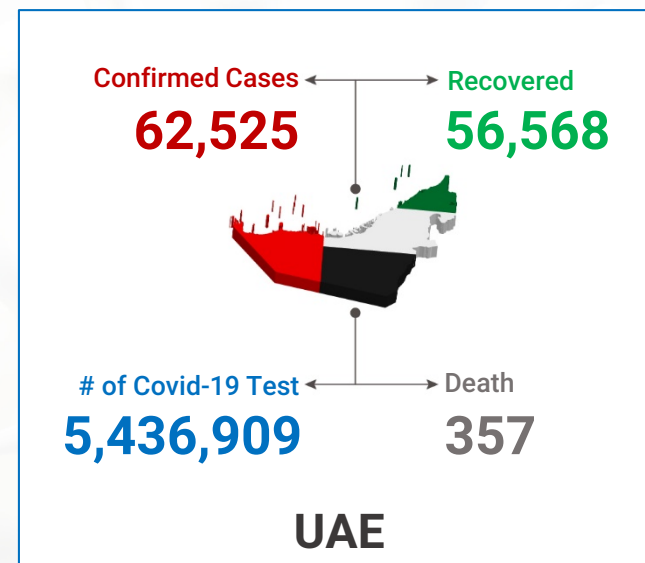 Confirmed Cases
62,525
Recovered
56,568
# of Covid-19 Test
5,436,909
Death
357
UAE